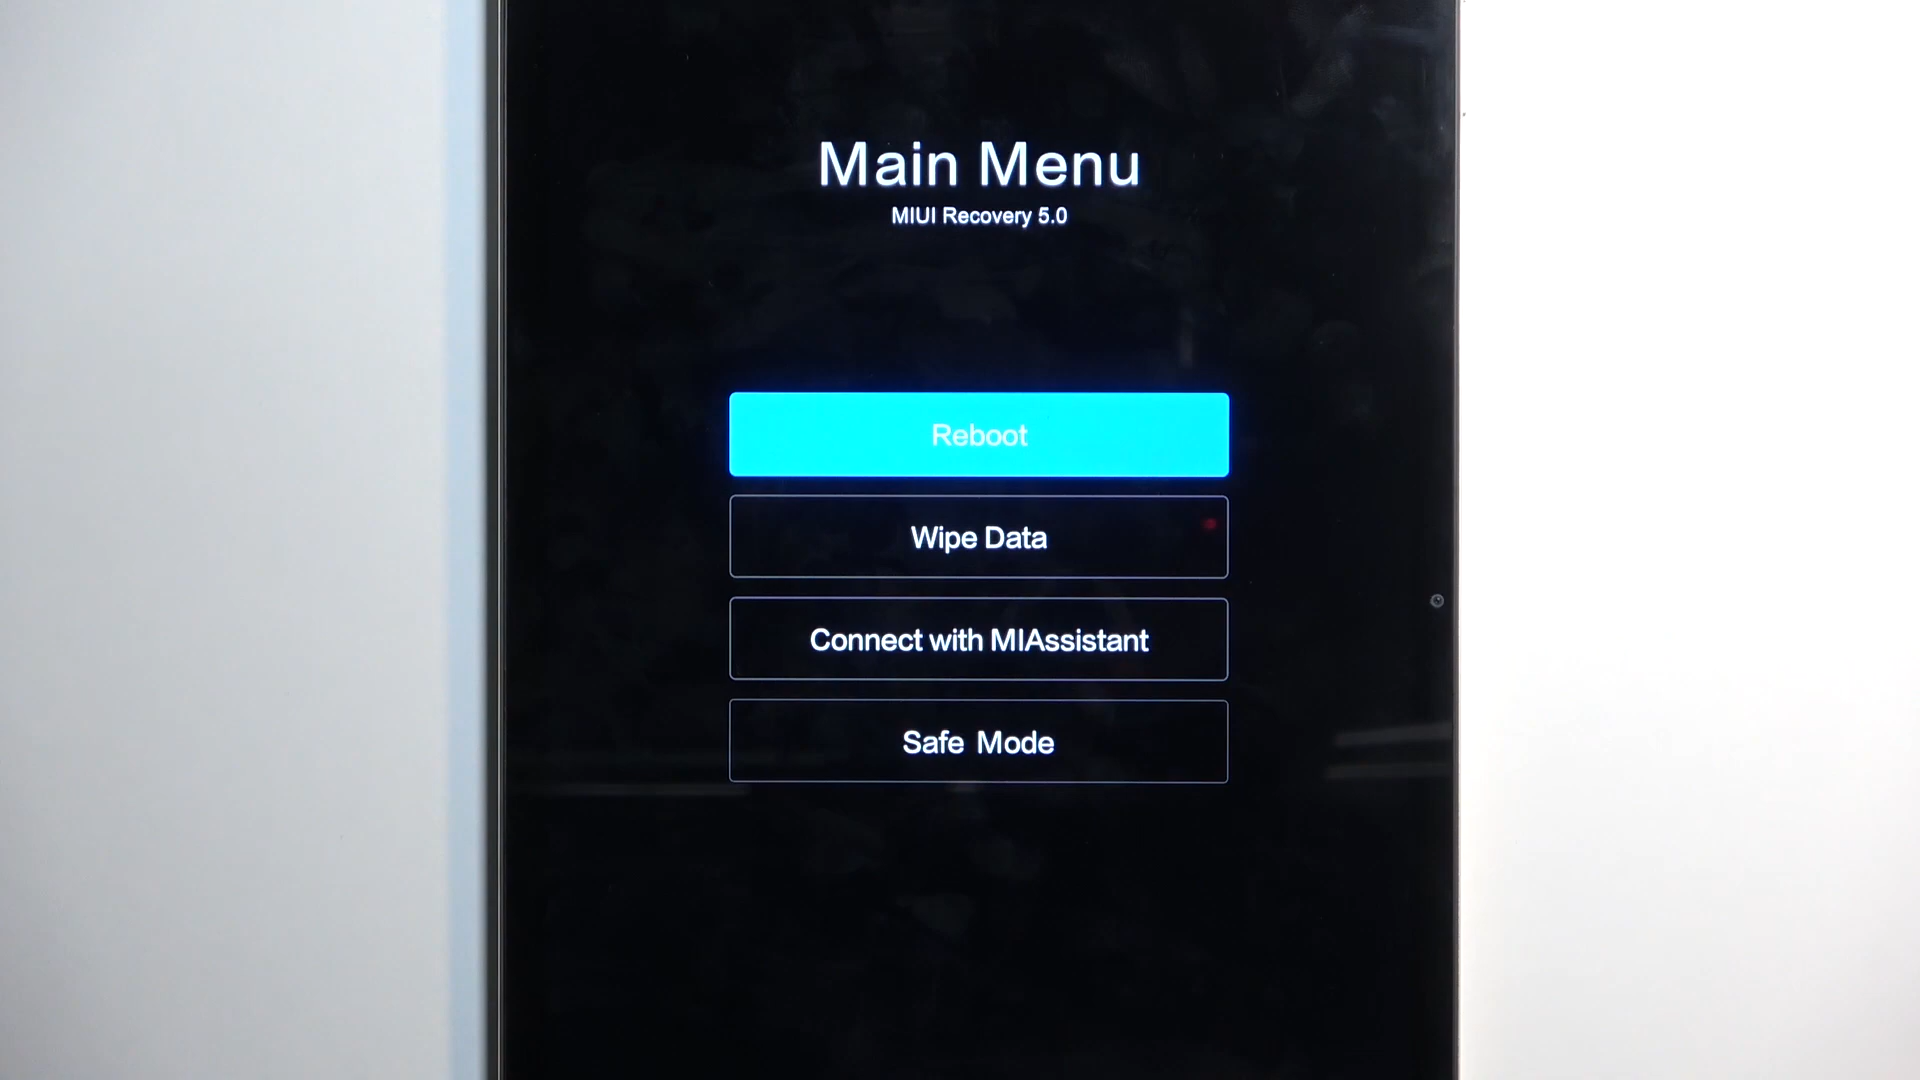 Main Menu
MIUI Recovery 5.0
Reboot
Wipe Data
Connect with MIAssistant
Safe Mode